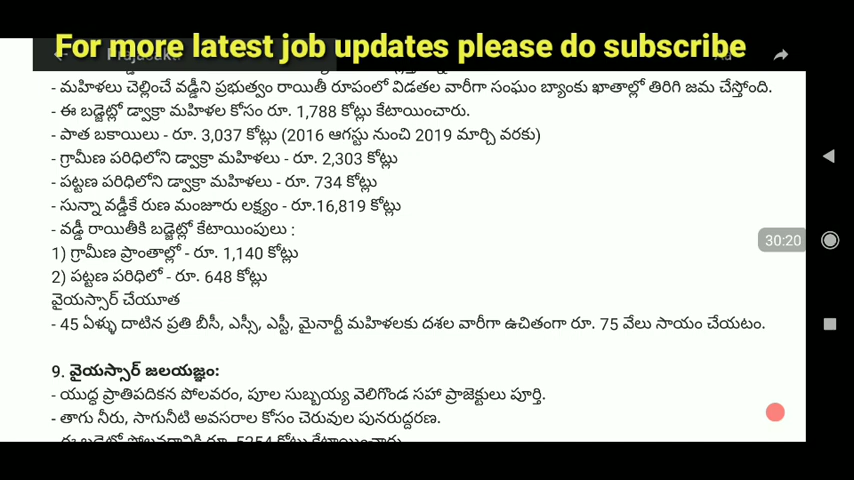 For more latest job updates please do subscribe
- మహిళలు చెల్లించే వడ్డీని ప్రభుత్వం రాయితీ రూపంలో విడతల వారీగా సంఘం బ్యాంకు ఖాతాల్లో తిరిగి జమ చేస్తోంది.
- ఈ బడ్జెట్లో డ్వాక్రా మహిళల కోసం రూ. 1,788 కోట్లు కేటాయించారు.
- పాత బకాయిలు - రూ. 3,037 కోట్లు (2016 ఆగస్టు నుంచి 2019 మార్చి వరకు)
- గ్రామీణ పరిధిలోని డ్వాక్రా మహిళలు - రూ. 2,303 కోట్లు
- పట్టణ పరిధిలోని డ్వాక్రా మహిళలు - రూ. 734 కోట్లు
- సున్నా వడ్డీకే రుణ మంజూరు లక్ష్యం - రూ.16,819 కోట్లు
- వడ్డీ రాయితీకి బడ్జెట్లో కేటాయింపులు :
1) గ్రామీణ ప్రాంతాల్లో - రూ. 1,140 కోట్లు
30:20
2) పట్టణ పరిధిలో - రూ. 648 కోట్లు
వైయస్సార్ చేయూత
- 45 ఏళ్ళు దాటిన ప్రతి బీసీ, ఎస్సీ, ఎస్టీ, మైనార్టీ మహిళలకు దశల వారీగా ఉచితంగా రూ. 75 వేలు సాయం చేయటం.
9. వైయస్సార్ జలయజ్ఞం:
- యుద్ధ ప్రాతిపదికన పోలవరం, పూల సుబ్బయ్య వెలిగొండ సహా ప్రాజెక్టులు పూర్తి.
- తాగు నీరు, సాగునీటి అవసరాల కోసం చెరువుల పునరుద్దరణ.